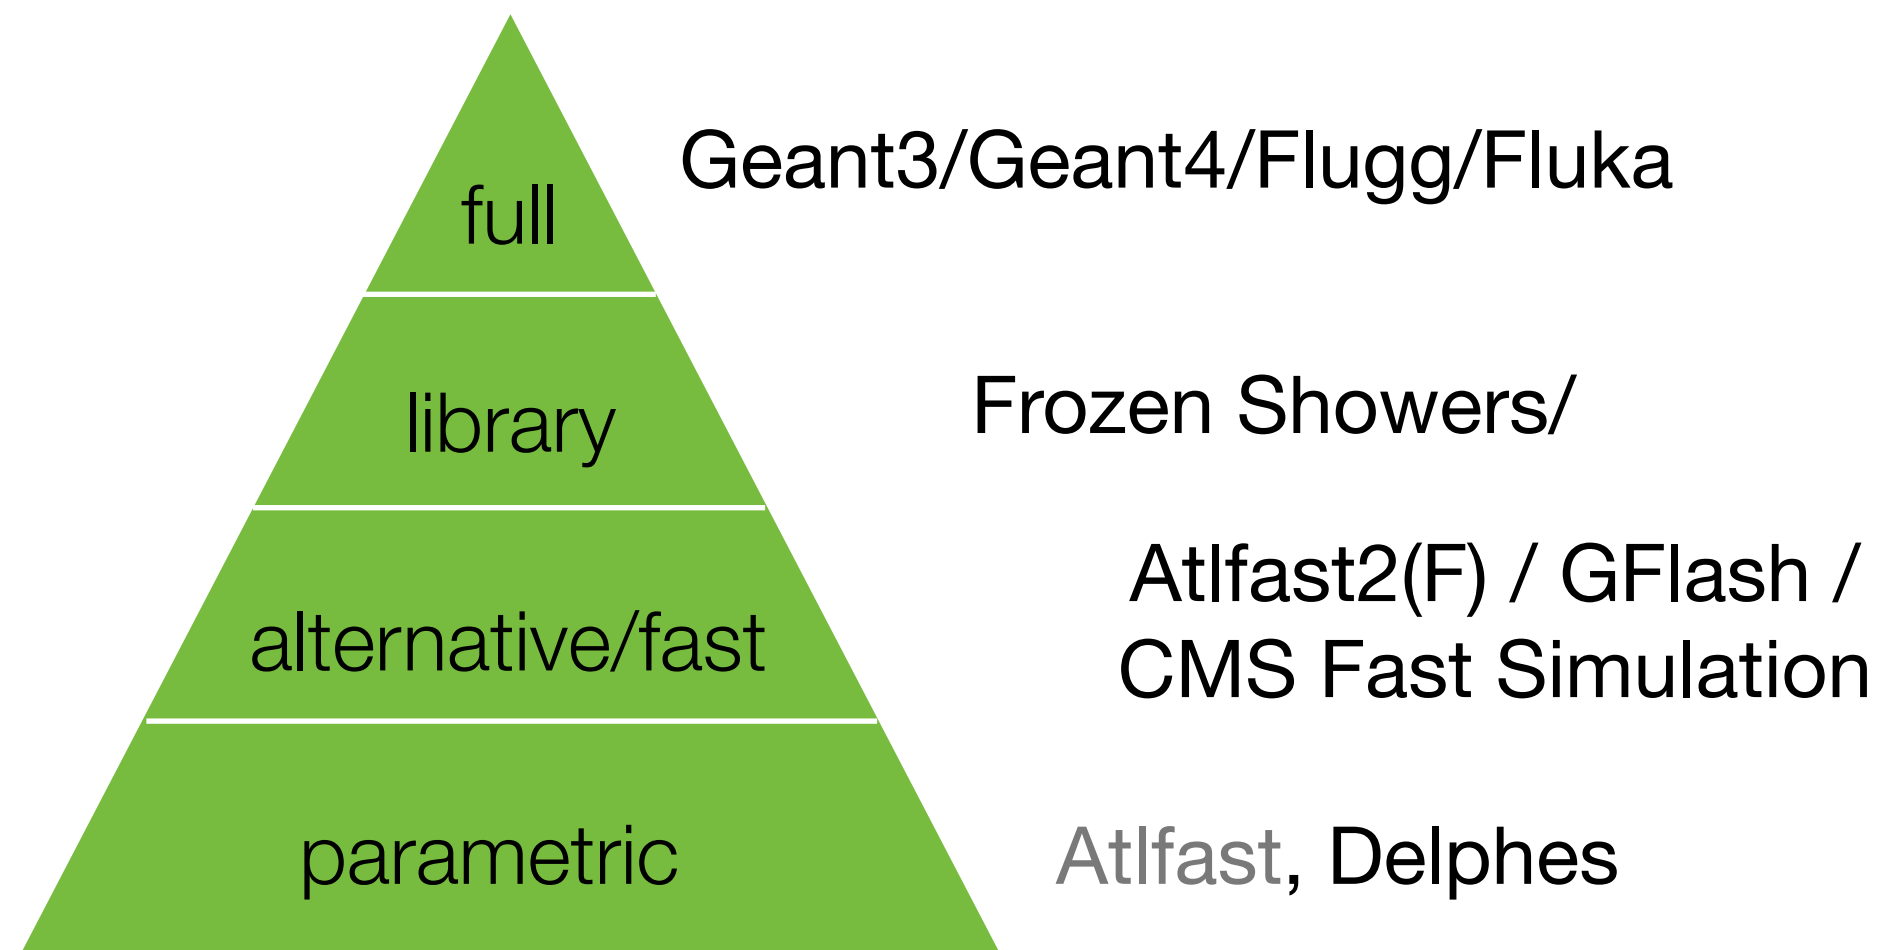 Geant3/Geant4/Flugg/Fluka
full
Frozen Showers/
library
Atlfast2(F) / GFlash /
CMS Fast Simulation
alternative/fast
parametric
Atlfast, Delphes